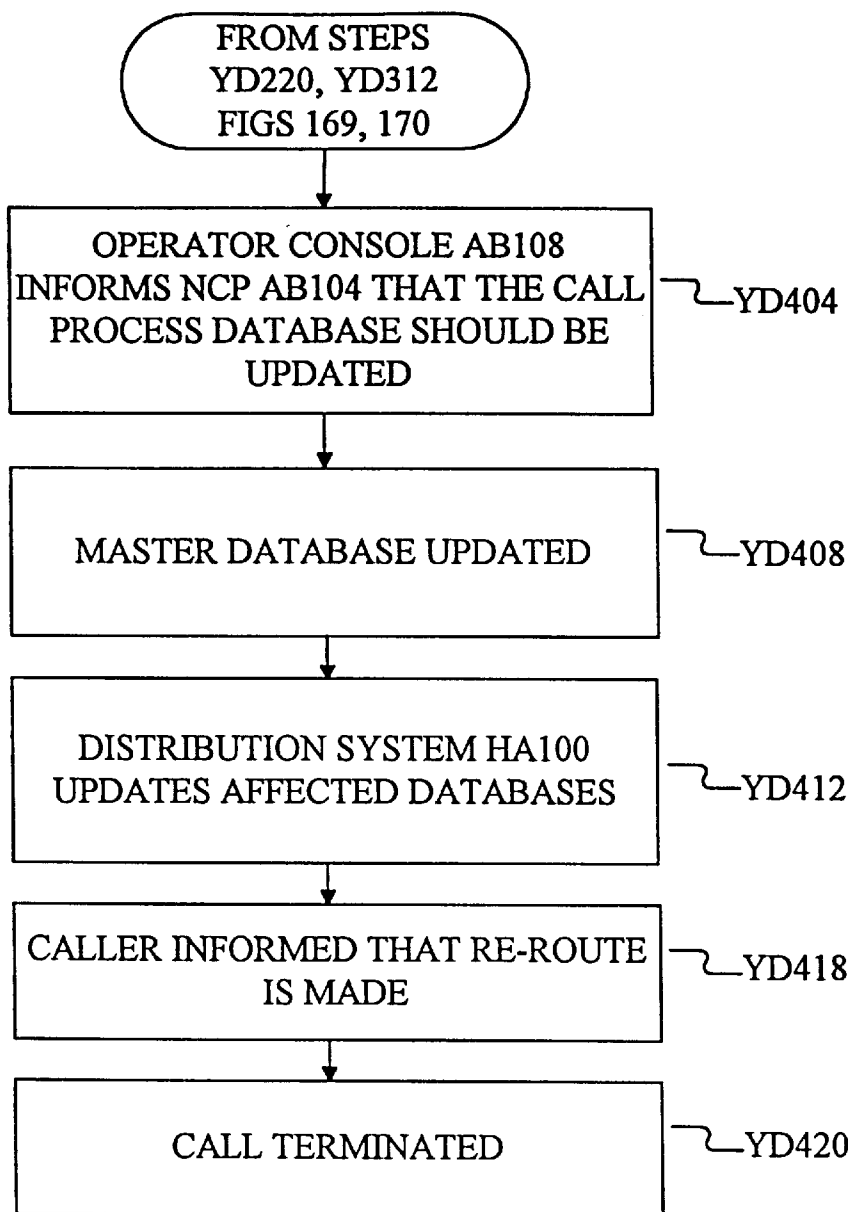 FROM STEPS
YD220, YD312
FIGS 169, 170
OPERATOR CONSOLE AB108
INFORMS NCP AB104 THAT THE CALL
PROCESS DATABASE SHOULD BE
UPDATED
YD404
MASTER DATABASE UPDATED
YD408
DISTRIBUTION SYSTEM HA100
UPDATES AFFECTED DATABASES
YD412
CALLER INFORMED THAT RE-ROUTE
IS MADE
YD418
CALL TERMINATED
YD420